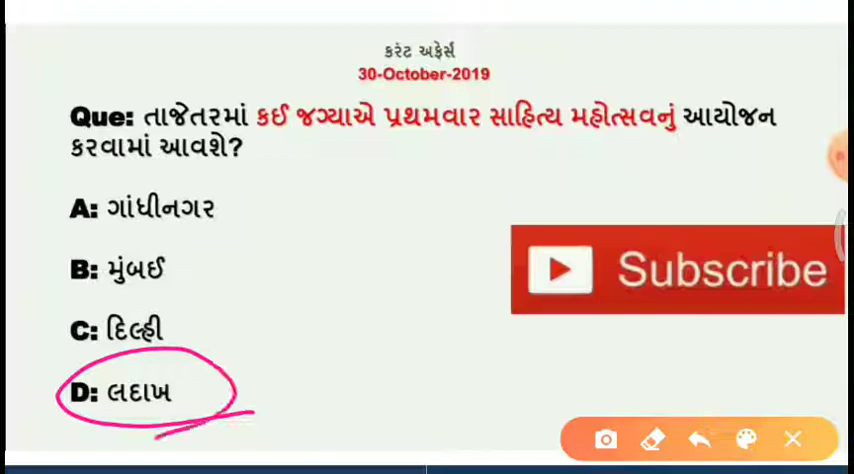 કરંટ અફેર્સ
30-October-2019
Que: તાજેતરમાં કઈ જગ્યાએ પ્રથમવાર સાહિત્ય મહોત્સવનું આયોજન
કરવામાં આવશે?
A: ગાંધીનગર
B: મુંબઈ
Subscribe
C: દિલ્હી
D: લદાખ